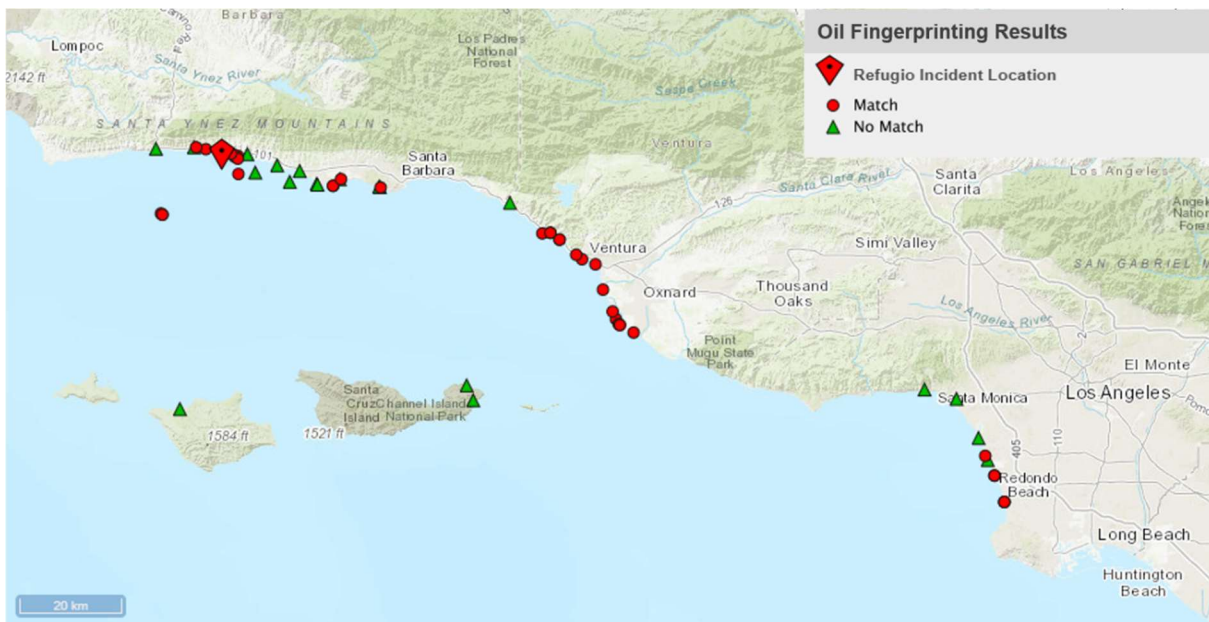 Oil Fingerprinting Results
Refugio Incident Location
Match
No Match
Barbara
Lompoc
Santa Ynez River
2142 ft
Los Padres
National
Forest
Sespe Creek
SANTA YNEZ MOUNTAINS
101
Santa
Barbara
Ventura
Santa Clara River
126
Santa
Clarita
Los Angeles
Ventura
Simi Valley
SAN GABRIEL M
Oxnard
Thousand
Oaks
Los Angeles River
Point
Mugu State
Park
El Monte
Santa
Cruz
Island
Channel Island
National Park
Santa Monica
Los Angeles
1584 ft
1521 ft
405
110
Redondo
Beach
Long Beach
Huntington
Beach
20 km